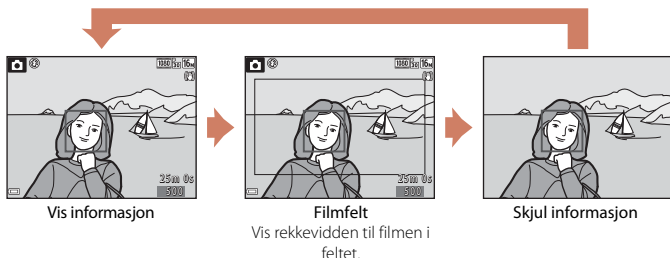 1080 30 16M
25m 0s
500
Vis informasjon
1080 30 16M
25m 0s
500
Filmfelt
Vis rekkevidden til filmen i
feltet.
Skjul informasjon